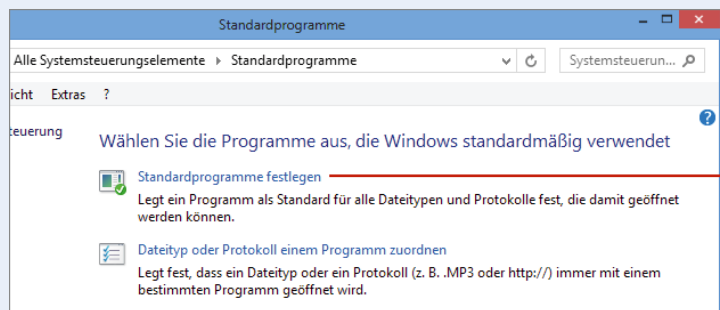 Standardprogramme
Alle Systemsteuerungselemente Standardprogramme Systemsteuerun...
icht Extras ?
teuerung
Wählen Sie die Programme aus, die Windows standardmäßig verwendet
Standardprogramme festlegen
Legt ein Programm als Standard für alle Dateitypen und Protokolle fest, die damit geöffnet
werden können.
Dateityp oder Protokoll einem Programm zuordnen
Legt fest, dass ein Dateityp oder ein Protokoll (z. B. .MP3 oder http://) immer mit einem
bestimmten Programm geöffnet wird.